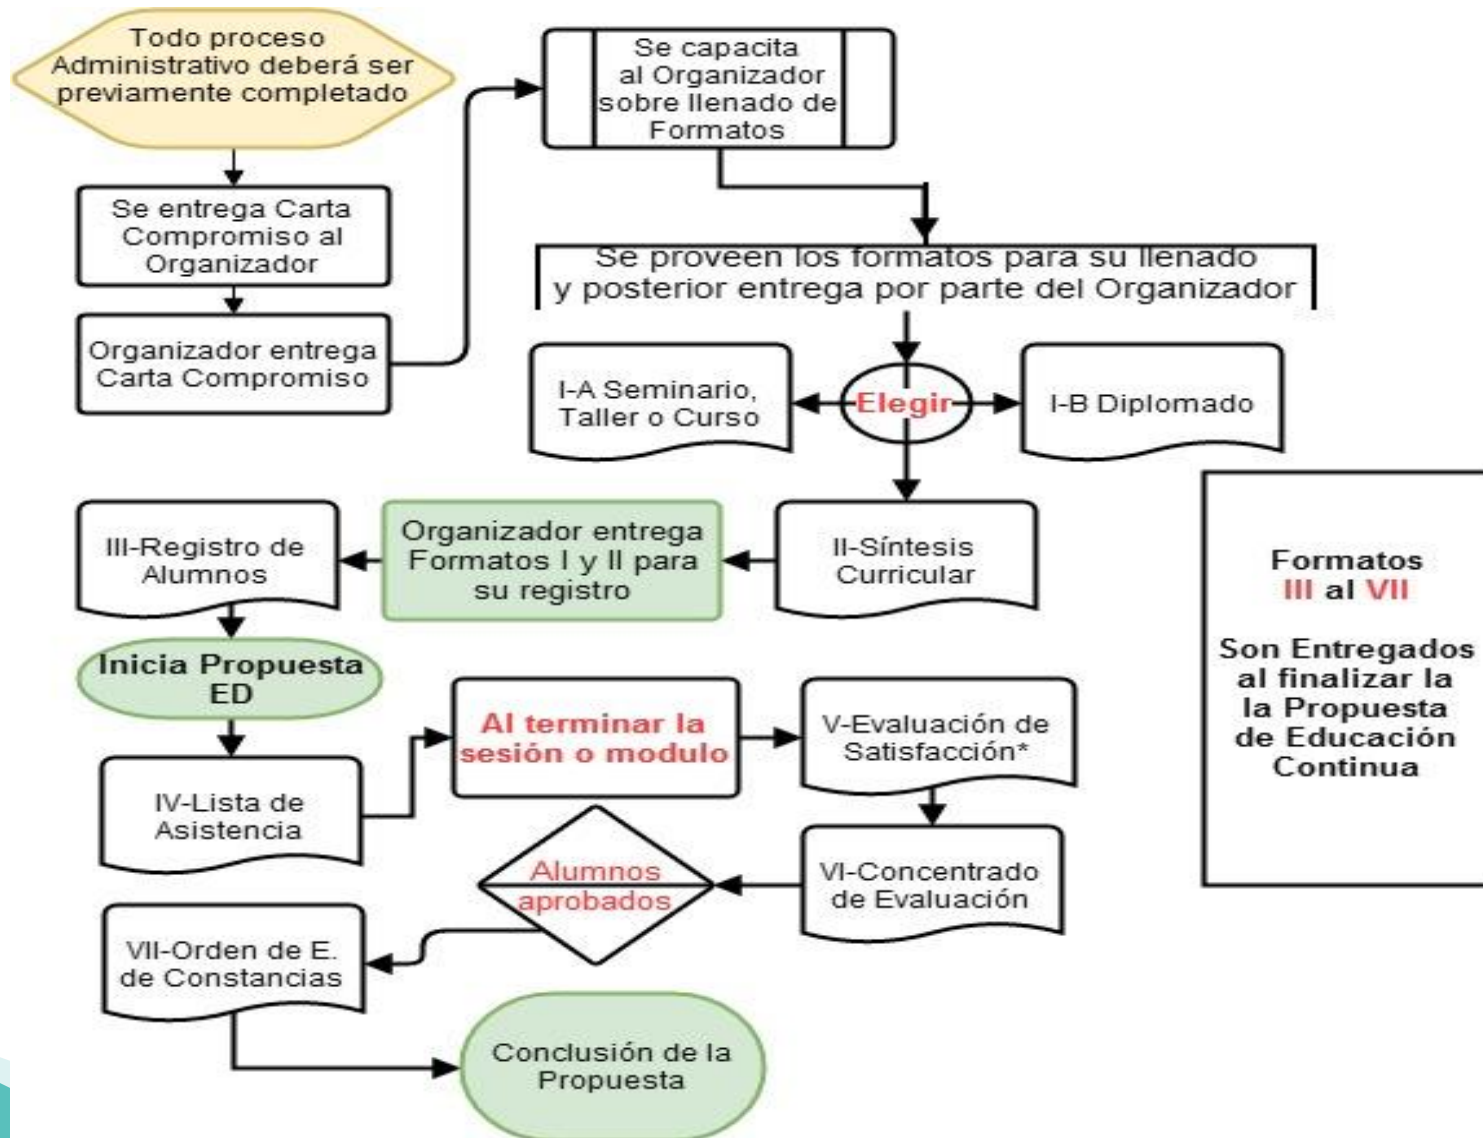 Todo proceso
Administrativo deberá ser
previamente completado
Se entrega Carta
Compromiso al
Organizador
Organizador entrega
Carta Compromiso
Se capacita
al Organizador
sobre llenado de
Formatos
Se proveen los formatos para su llenado
y posterior entrega por parte del Organizador
Elegir
I-A Seminario,
Taller o Curso
I-B Diplomado
II-Síntesis
Curricular
Organizador entrega
Formatos I y II para
su registro
III-Registro de
Alumnos
Inicia Propuesta
ED
IV-Lista de
Asistencia
Al terminar la
sesión o modulo
V-Evaluación de
Satisfacción*
VI-Concentrado
de Evaluación
Alumnos
aprobados
VII-Orden de E.
de Constancias
Conclusión de la
Propuesta
Formatos
III al VII
Son Entregados
al finalizar la
la Propuesta
de Educación
Continua